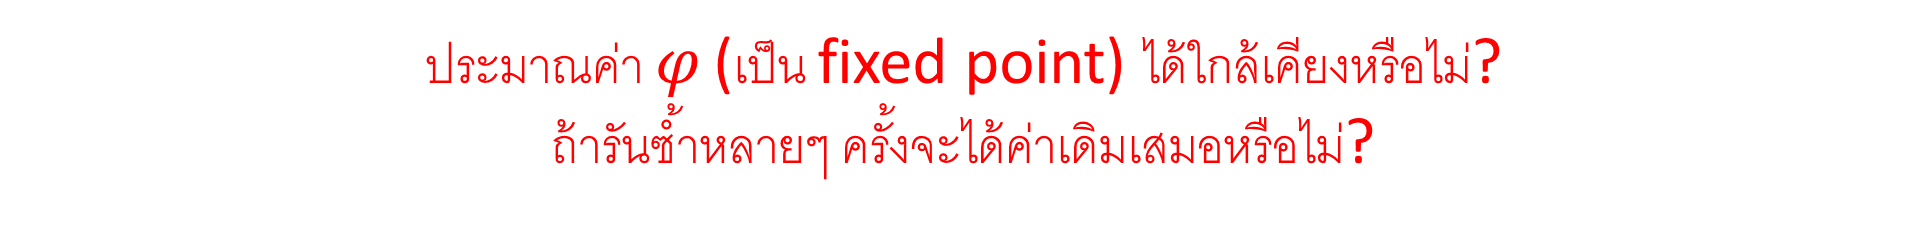 ประมาณค่า φ (เป็น fixed point) ได้ใกล้เคียงหรือไม่?
ถ้ารันซ้ำหลายๆ ครั้งจะได้ค่าเดิมเสมอหรือไม่?